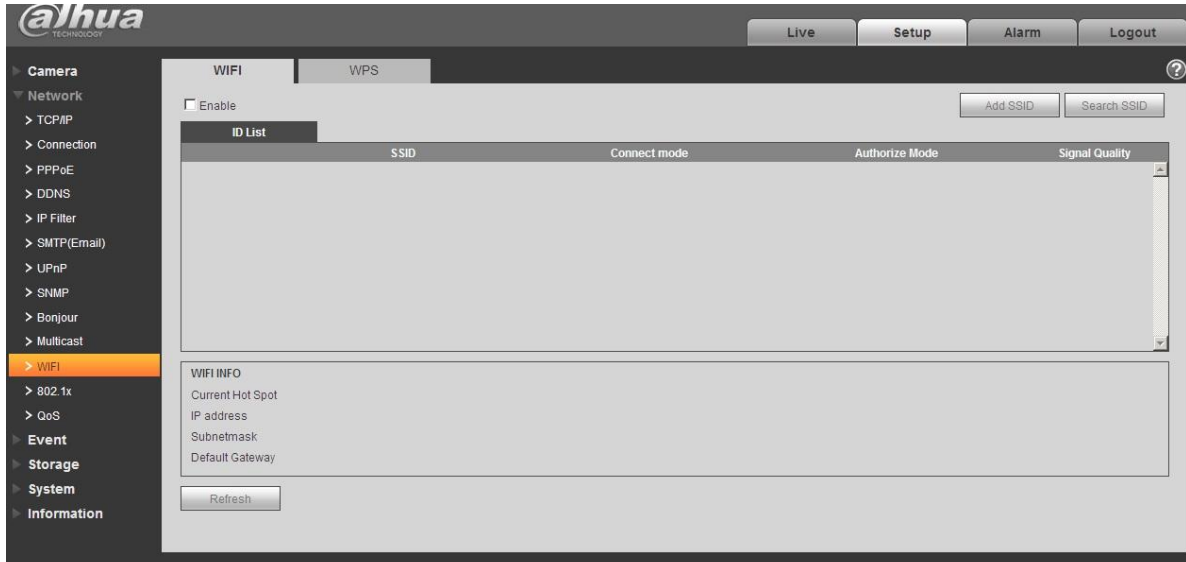 alhua
TECHNOLOGY
Live Setup Alarm Logout
Camera
Network
> TCP/IP
> Connection
> PPPoE
> DDNS
> IP Filter
> SMTP(Email)
> UPnP
> SNMP
> Bonjour
> Multicast
> WIFI
> 802.1x
> QoS
Event
Storage
System
Information
WIFI WPS
?
Enable Add SSID Search SSID
ID List
SSID Connect mode Authorize Mode Signal Quality
WIFI INFO
Current Hot Spot
IP address
Subnetmask
Default Gateway
Refresh